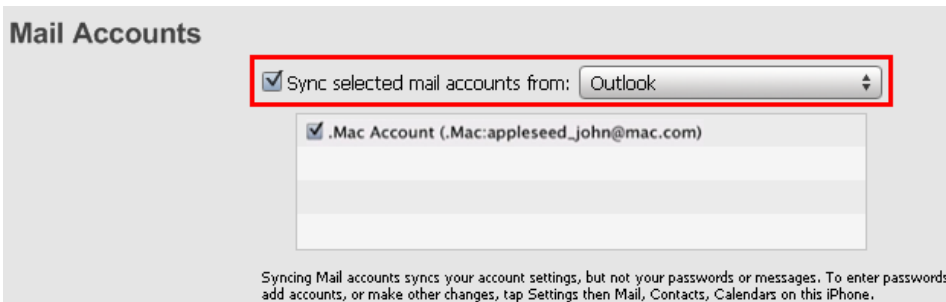 Mail Accounts
Sync selected mail accounts from: Outlook
.Mac Account (.Mac:appleseed_john@mac.com)
Syncing Mail accounts syncs your account settings, but not your passwords or messages. To enter passwords
add accounts, or make other changes, tap Settings then Mail, Contacts, Calendars on this iPhone.